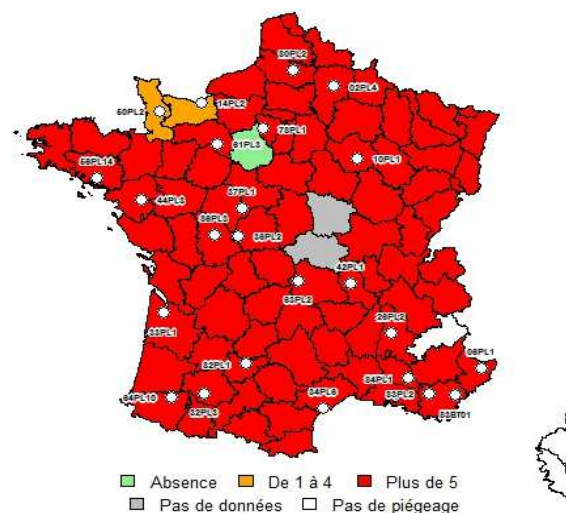 80PL2
02PL4
14PL2
50PL2
78PL1
61PL3
10PL1
56PL14
37PL1
44PL3
36PL2
42PL1
63PL2
26PL2
33PL1
06PL1
82PL1
84PL1
34PL6
64PL10
83PL2
32PL3
83BT01
Absence De 1 à 4 Plus de 5
Pas de données Pas de piégeage